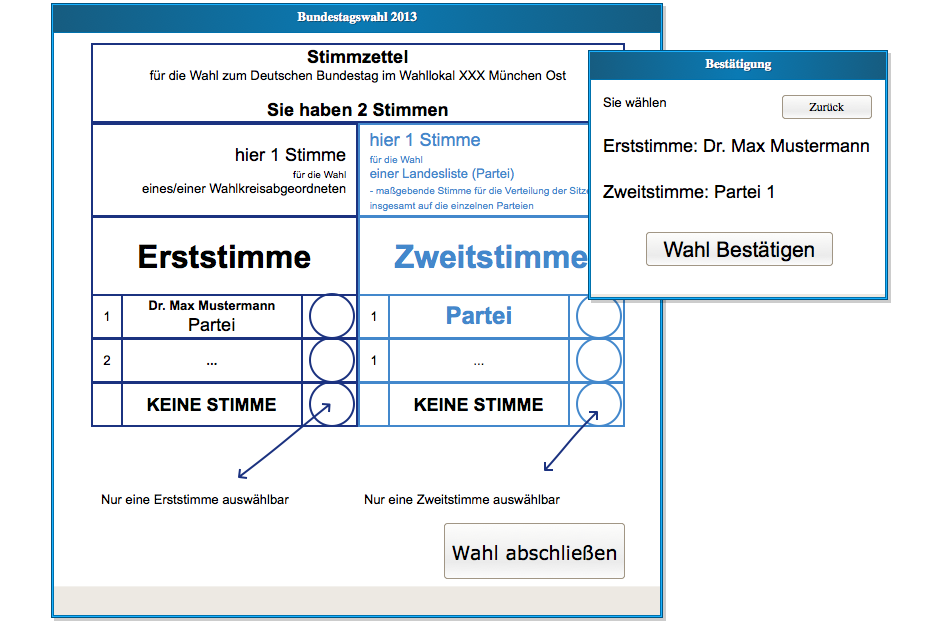 Bundestagswahl 2013
Stimmzettel
für die Wahl zum Deutschen Bundestag im Wahllokal XXX München Ost
Sie haben 2 Stimmen
hier 1 Stimme
für die Wahl
eines/einer Wahlkreisabgeordneten
hier 1 Stimme
für die Wahl
einer Landesliste (Partei)
- maßgebende Stimme für die Verteilung der Sitze
insgesamt auf die einzelnen Parteien
Erststimme
Zweitstimme
1
Dr. Max Mustermann
Partei
1
Partei
2
...
1
...
KEINE STIMME
KEINE STIMME
Nur eine Erststimme auswählbar
Nur eine Zweitstimme auswählbar
Wahl abschließen
Bestätigung
Sie wählen
Zurück
Erststimme: Dr. Max Mustermann
Zweitstimme: Partei 1
Wahl Bestätigen